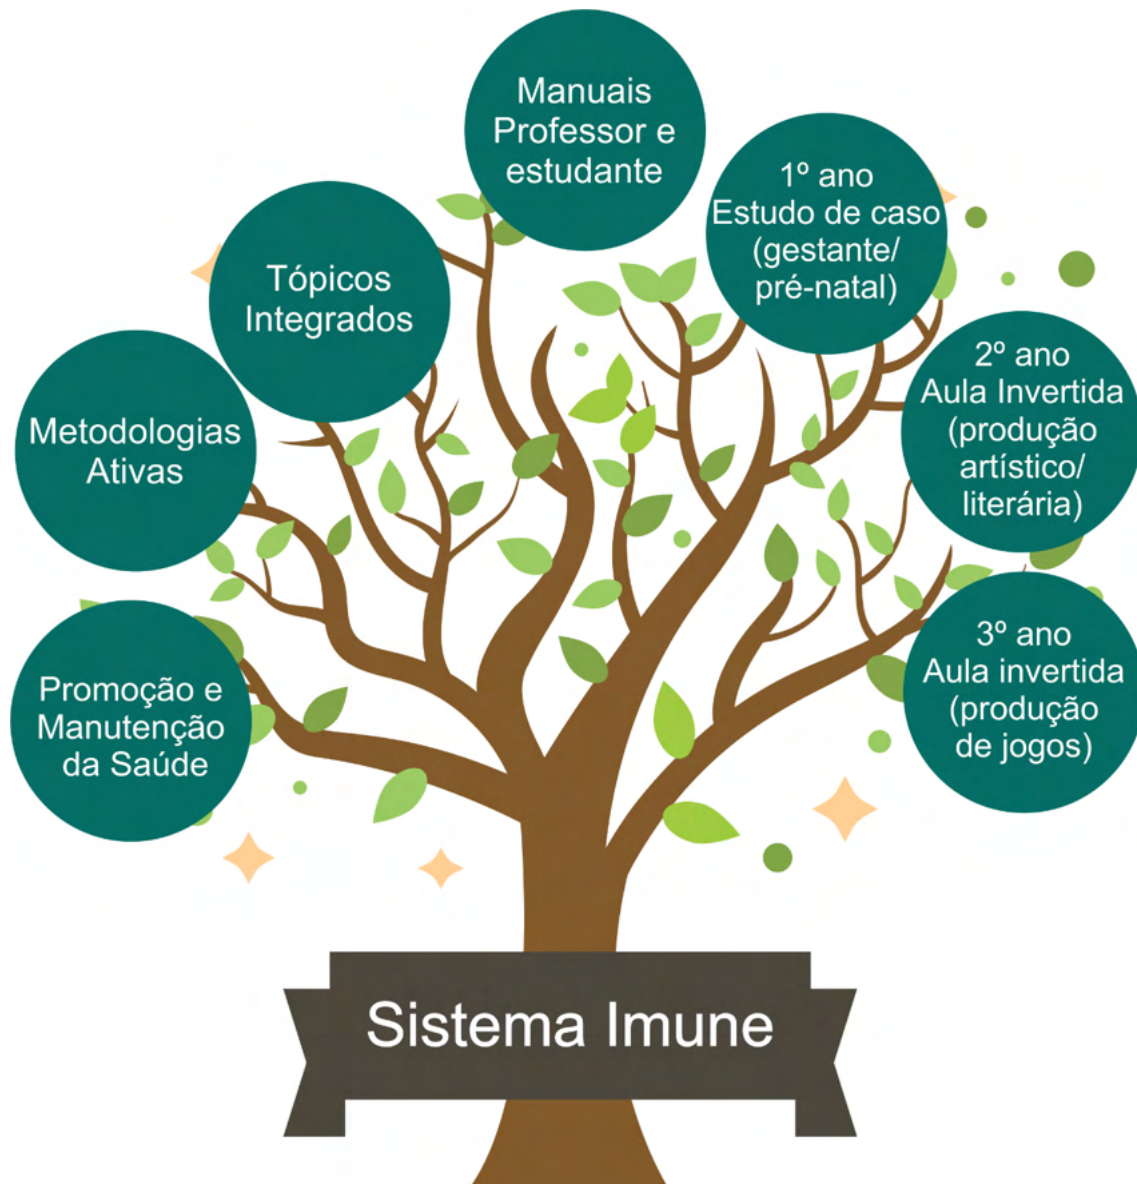 Manuais
Professor e
estudante
1º ano
Estudo de caso
(gestante/
pré-natal)
Tópicos
Integrados
2º ano
Aula Invertida
(produção
artístico/
literária)
Metodologias
Ativas
3º ano
Aula invertida
(produção
de jogos)
Promoção e
Manutenção
da Saúde
Sistema Imune